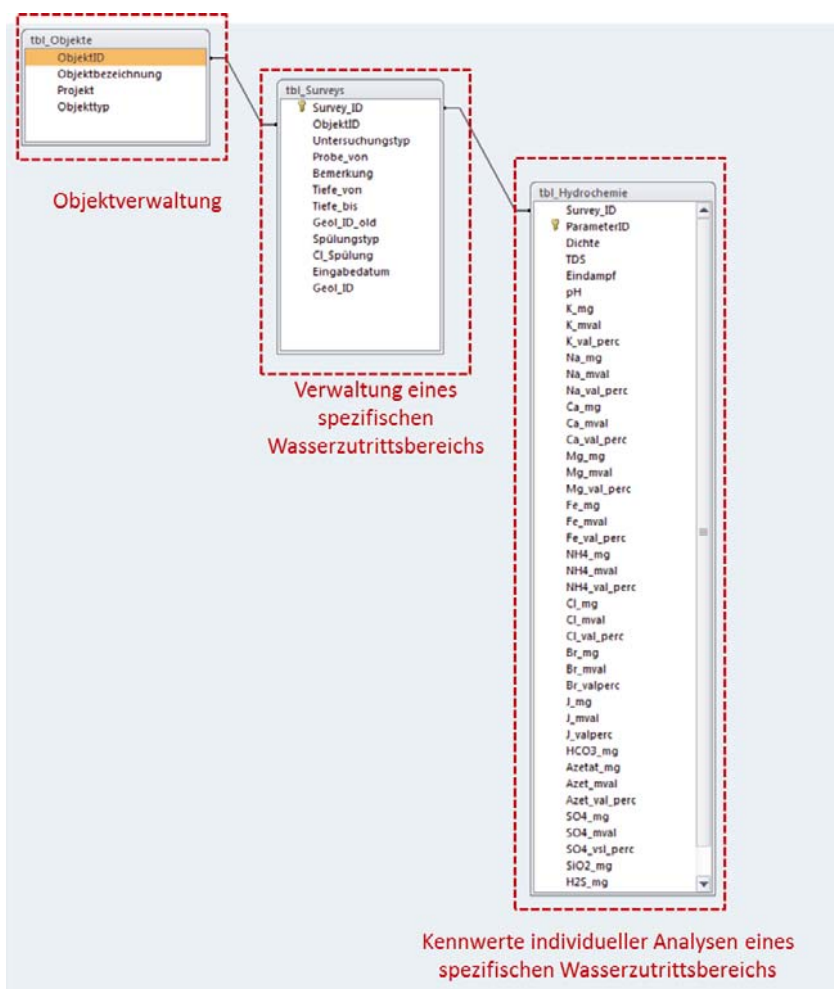 tbl_Objekte
ObjektID
Objektbezeichnung
Projekt
Objekttyp
Objektverwaltung
tbl_Surveys
Survey_ID
ObjektID
Untersuchungstyp
Probe_von
Bemerkung
Tiefe_von
Tiefe_bis
Geol_ID_old
Spülungstyp
Cl_Spülung
Eingabedatum
Geol_ID
Verwaltung eines
spezifischen
Wasserzutrittsbereichs
tbl_Hydrochemie
Survey_ID
ParameterID
Dichte
TDS
Eindampf
pH
K_mg
K_mval
K_val_perc
Na_mg
Na_mval
Na_val_perc
Ca_mg
Ca_mval
Ca_val_perc
Mg_mg
Mg_mval
Mg_val_perc
Fe_mg
Fe_mval
Fe_val_perc
NH4_mg
NH4_mval
NH4_val_perc
Cl_mg
Cl_mval
Cl_val_perc
Br_mg
Br_mval
Br_valperc
J_mg
J_mval
J_valperc
HCO3_mg
Azetat_mg
Azet_mval
Azet_val_perc
SO4_mg
SO4_mval
SO4_vsl_perc
SiO2_mg
H2S_mg
Kennwerte individueller Analysen eines
spezifischen Wasserzutrittsbereichs